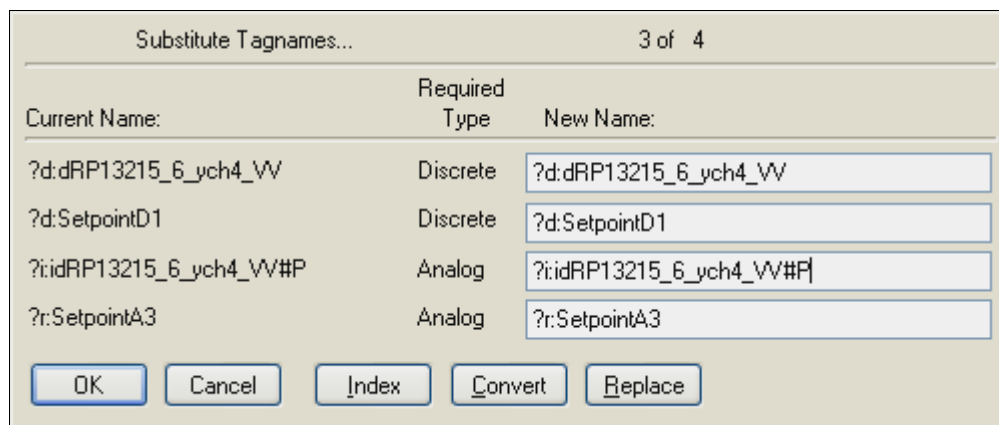 Substitute Tagnames... 3 of 4
Required
Current Name: Type New Name:
?d:dRP13215_6_ych4_VV Discrete ?d:dRP13215_6_ych4_VV
?d:SetpointD1 Discrete ?d:SetpointD1
?i:idRP13215_6_ych4_VV#P Analog ?i:idRP13215_6_ych4_VV#P
?r:SetpointA3 Analog ?r:SetpointA3
OK Cancel Index Convert Replace